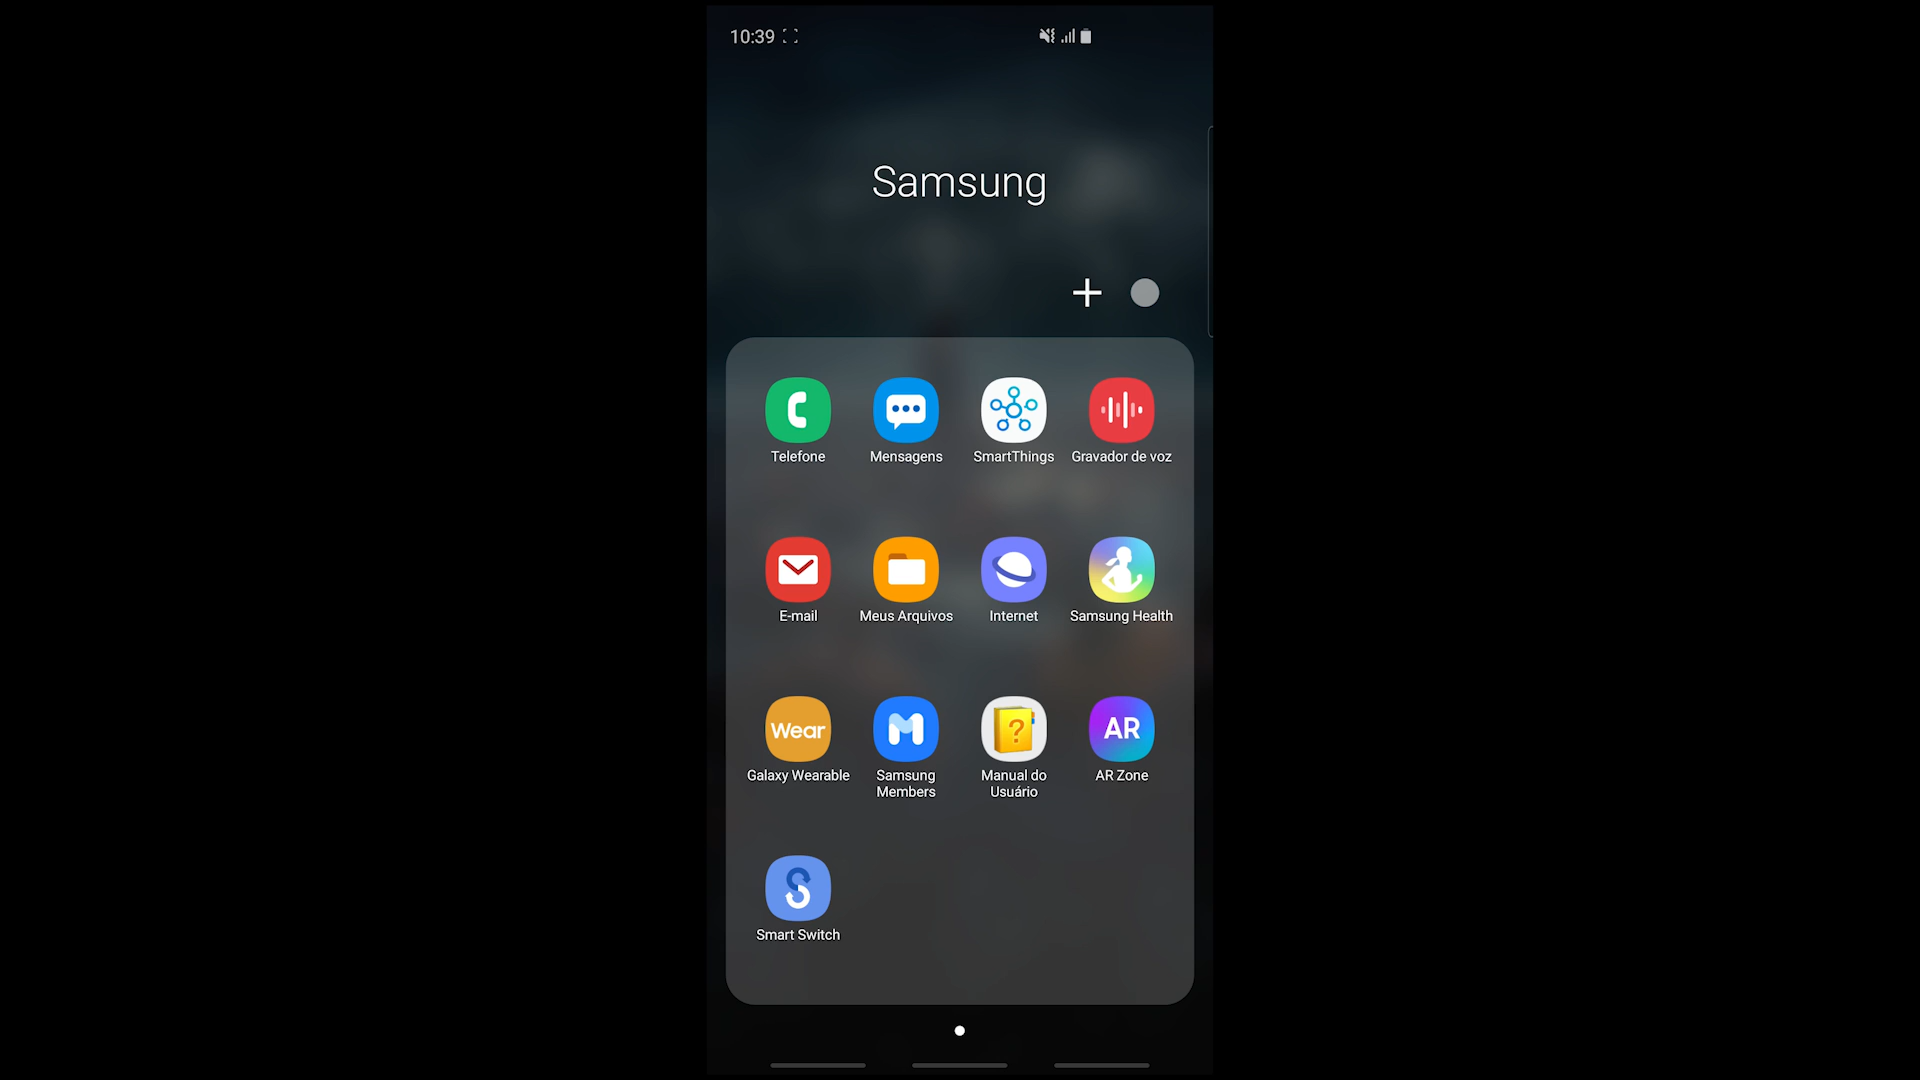 10:39
Samsung
Telefone
Mensagens
SmartThings
Gravador de voz
E-mail
Meus Arquivos
Internet
Samsung Health
Wear
Galaxy Wearable
Samsung
Members
?
Manual do
Usuário
AR
AR Zone
Smart Switch